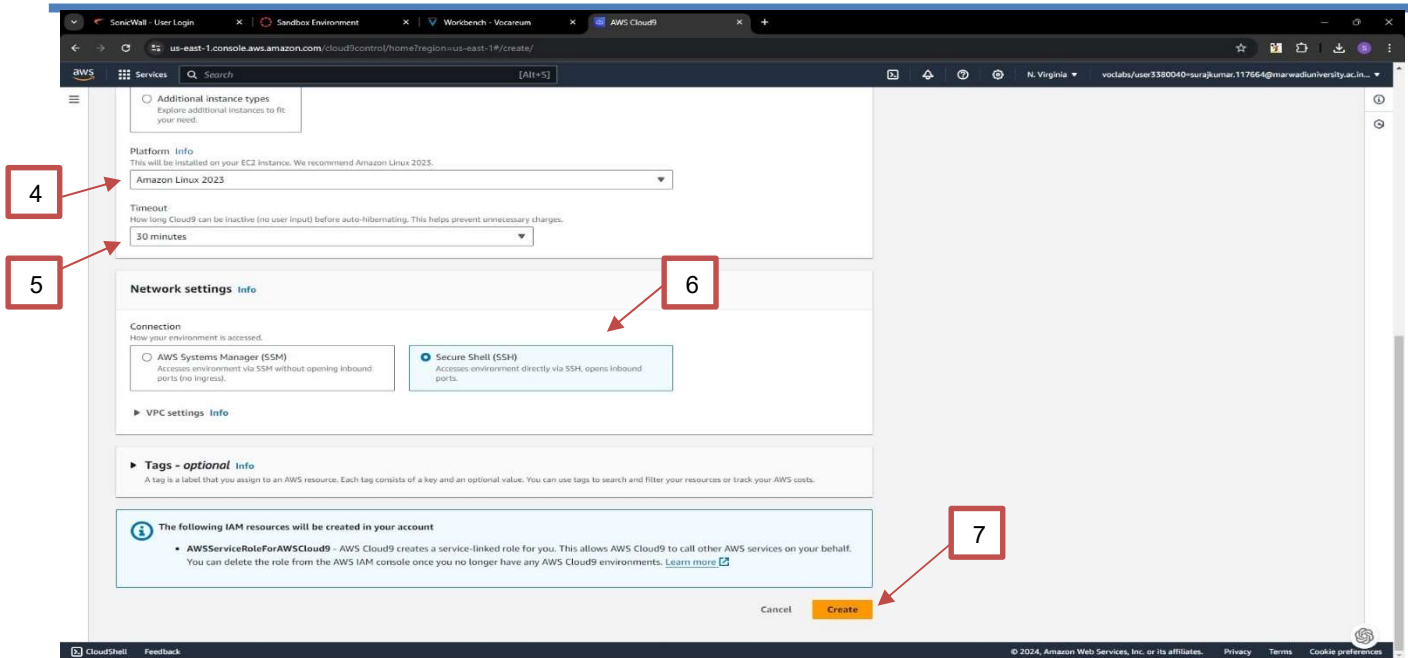 SonicWall - User Login
Sandbox Environment
Workbench - Vocareum
AWS Cloud9
us-east-1.console.aws.amazon.com/cloud9control/home?region=us-east-1#/create/
aws
Services
Search
[Alt+S]
N. Virginia
voclabs/user3380040=surajkumar.117664@marwadiuniversity.ac.in...
Additional instance types
Explore additional instances to fit
your need.
Platform Info
This will be installed on your EC2 instance. We recommend Amazon Linux 2023.
4
Amazon Linux 2023
Timeout
How long Cloud9 can be inactive (no user input) before auto-hibernating. This helps prevent unnecessary charges.
30 minutes
5
Network settings Info
6
Connection
How your environment is accessed.
AWS Systems Manager (SSM)
Accesses environment via SSM without opening inbound
ports (no ingress).
Secure Shell (SSH)
Accesses environment directly via SSH, opens inbound
ports.
VPC settings Info
Tags - optional Info
A tag is a label that you assign to an AWS resource. Each tag consists of a key and an optional value. You can use tags to search and filter your resources or track your AWS costs.
The following IAM resources will be created in your account
• AWSServiceRoleForAWSCloud9 - AWS Cloud9 creates a service-linked role for you. This allows AWS Cloud9 to call other AWS services on your behalf.
You can delete the role from the AWS IAM console once you no longer have any AWS Cloud9 environments. Learn more
7
Cancel
Create
CloudShell
Feedback
© 2024, Amazon Web Services, Inc. or its affiliates.
Privacy
Terms
Cookie preferences